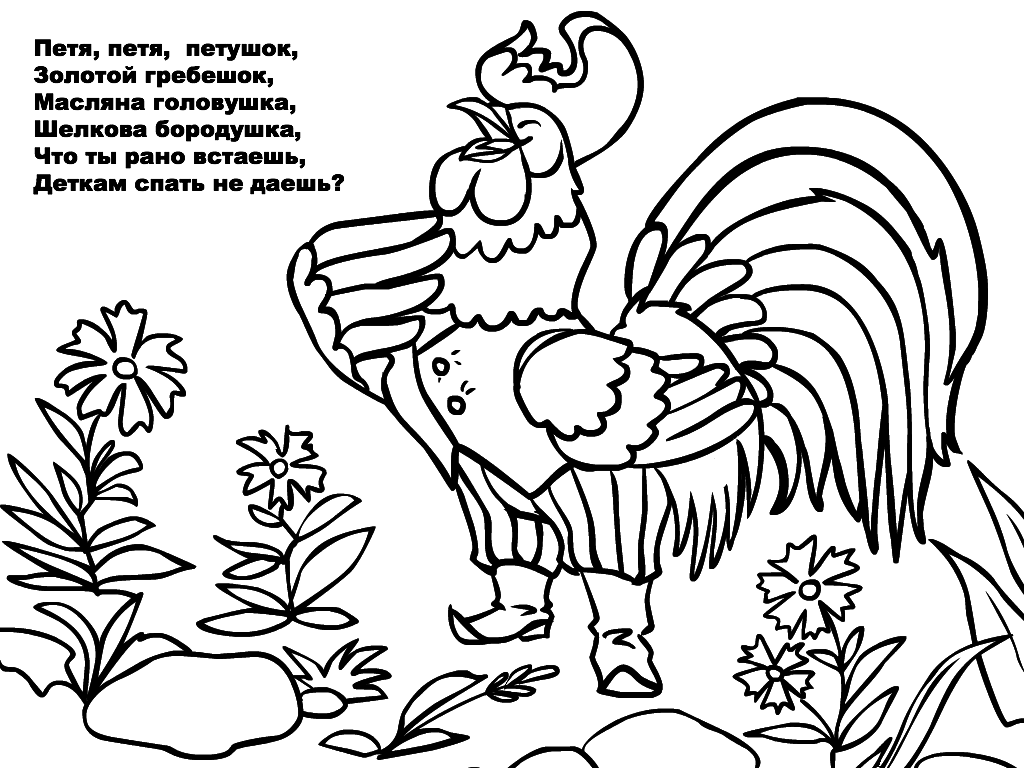 Петя, петя,  петушок,
Золотой гребешок,
Масляна головушка,
Шелкова бородушка,
Что ты рано встаешь,
Деткам спать не даешь?